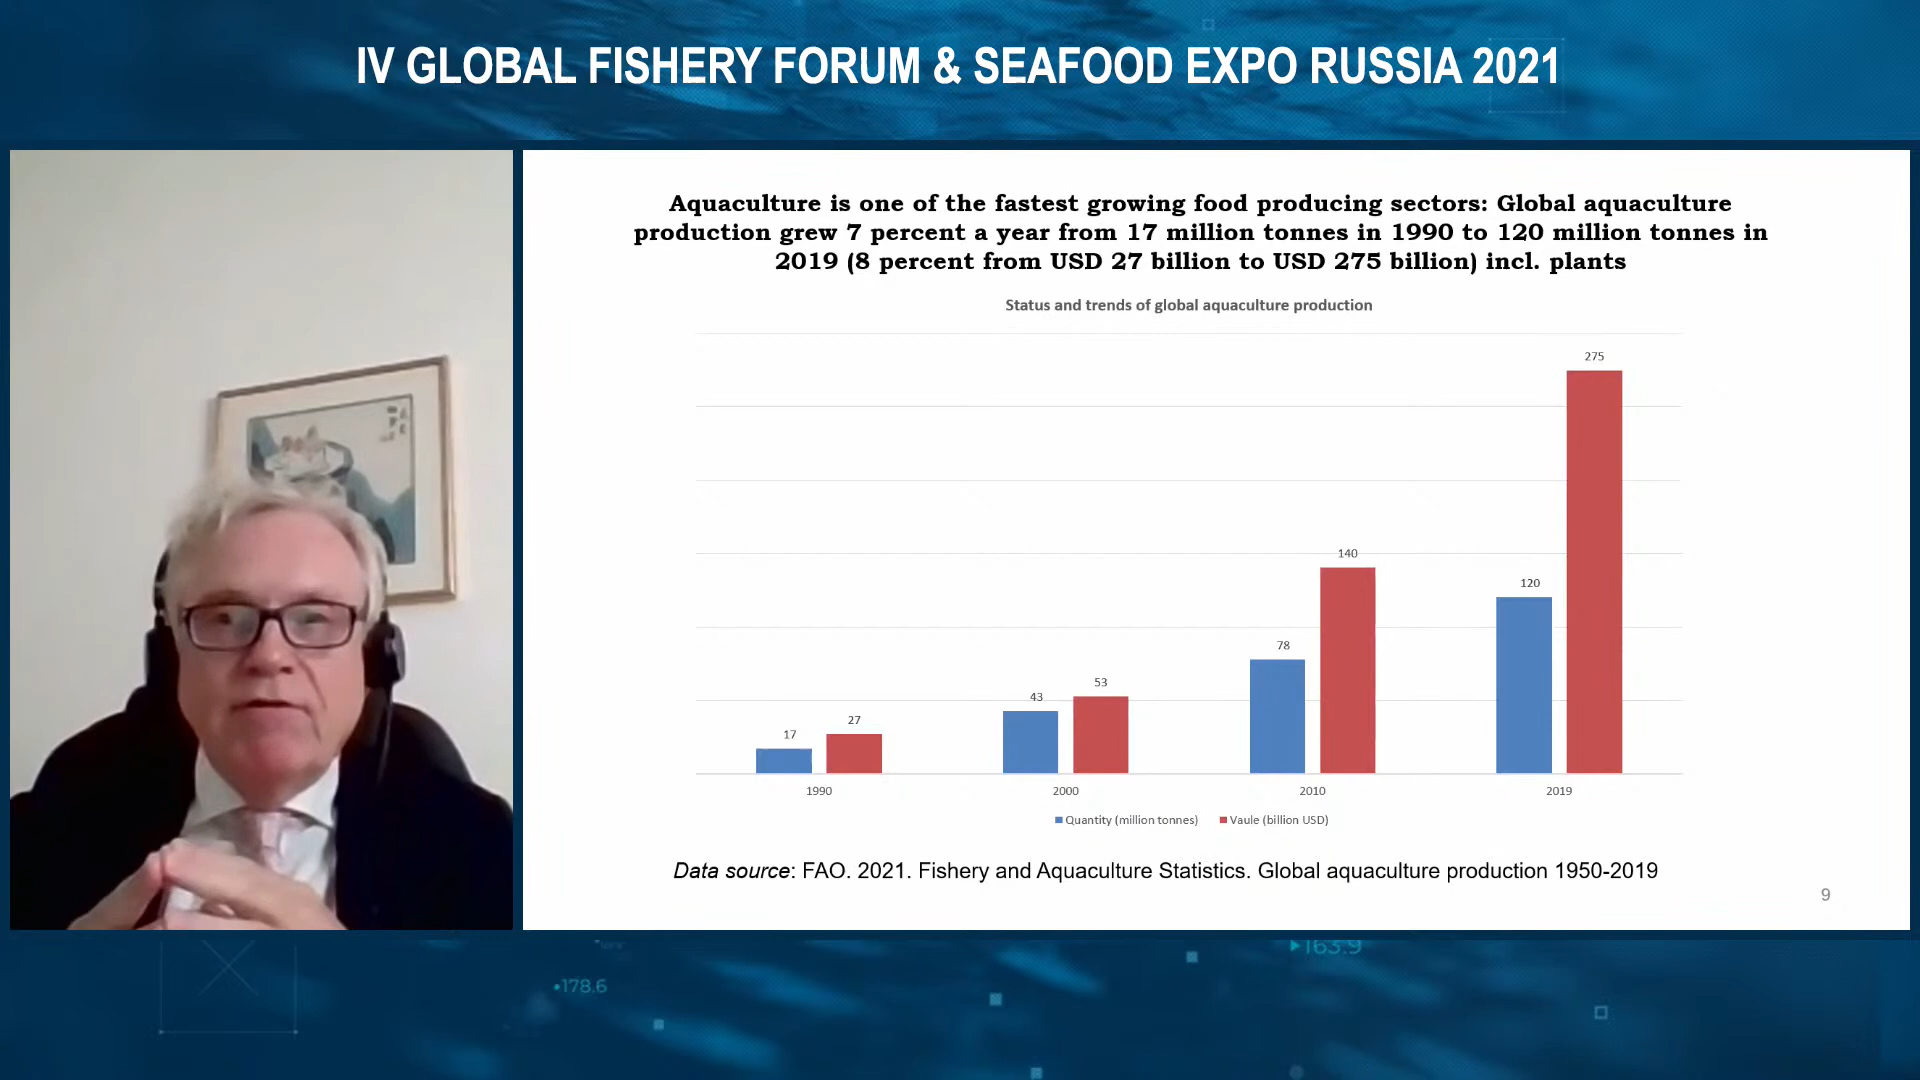 IV GLOBAL FISHERY FORUM & SEAFOOD EXPO RUSSIA 2021
Aquaculture is one of the fastest growing food producing sectors: Global aquaculture
production grew 7 percent a year from 17 million tonnes in 1990 to 120 million tonnes in
2019 (8 percent from USD 27 billion to USD 275 billion) incl. plants
Status and trends of global aquaculture production
275
140
120
78
53
43
27
17
1990 2000 2010 2019
Quantity (million tonnes) Vaule (billion USD)
Data source: FAO. 2021. Fishery and Aquaculture Statistics. Global aquaculture production 1950-2019
9
163.9
178.6